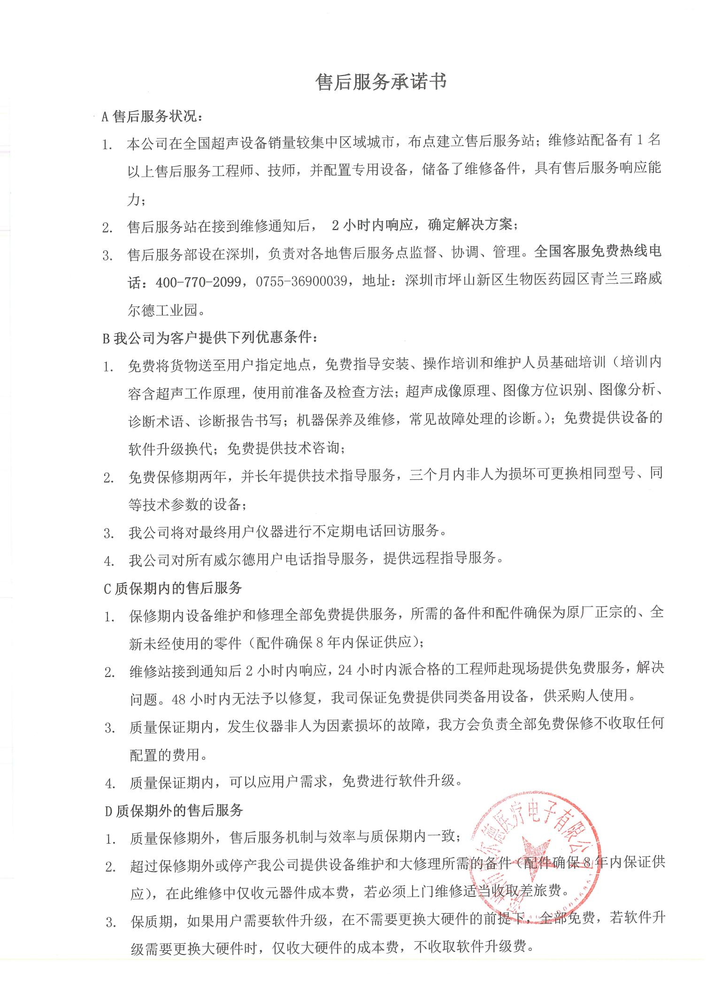 售后服务承诺书
A 售后服务状况：
1. 本公司在全国超声设备销量较集中区域城市，布点建立售后服务站；维修站配备有 1 名
以上售后服务工程师、技师，并配置专用设备，储备了维修备件，具有售后服务响应能
力；
2. 售后服务站在接到维修通知后， 2 小时内响应，确定解决方案；
3. 售后服务部设在深圳，负责对各地售后服务点监督、协调、管理。全国客服免费热线电
话：400-770-2099，0755-36900039，地址：深圳市坪山新区生物医药园区青兰三路威
尔德工业园。
B 我公司为客户提供下列优惠条件：
1. 免费将货物送至用户指定地点，免费指导安装、操作培训和维护人员基础培训（培训内
容含超声工作原理，使用前准备及检查方法；超声成像原理、图像方位识别、图像分析、
诊断术语、诊断报告书写；机器保养及维修，常见故障处理的诊断。）；免费提供设备的
软件升级换代；免费提供技术咨询；
2. 免费保修期两年，并长年提供技术指导服务，三个月内非人为损坏可更换相同型号、同
等技术参数的设备；
3. 我公司将对最终用户仪器进行不定期电话回访服务。
4. 我公司对所有威尔德用户电话指导服务，提供远程指导服务。
C 质保期内的售后服务
1. 保修期内设备维护和修理全部免费提供服务，所需的备件和配件确保为原厂正宗的、全
新未经使用的零件（配件确保 8 年内保证供应）；
2. 维修站接到通知后 2 小时内响应，24 小时内派合格的工程师赴现场提供免费服务，解决
问题。48 小时内无法予以修复，我司保证免费提供同类备用设备，供采购人使用。
3. 质量保证期内，发生仪器非人为因素损坏的故障，我方会负责全部免费保修不收取任何
配置的费用。
4. 质量保证期内，可以应用户需求，免费进行软件升级。
D 质保期外的售后服务
1. 质量保修期外，售后服务机制与效率与质保期内一致；
2. 超过保修期外或停产我公司提供设备维护和大修理所需的备件（配件确保 8 年内保证供
应），在此维修中仅收元器件成本费，若必须上门维修适当收取差旅费。
3. 保质期，如果用户需要软件升级，在不需要更换大硬件的前提下，全部免费，若软件升
级需要更换大硬件时，仅收大硬件的成本费，不收取软件升级费。
尔德医疗电子有限公司